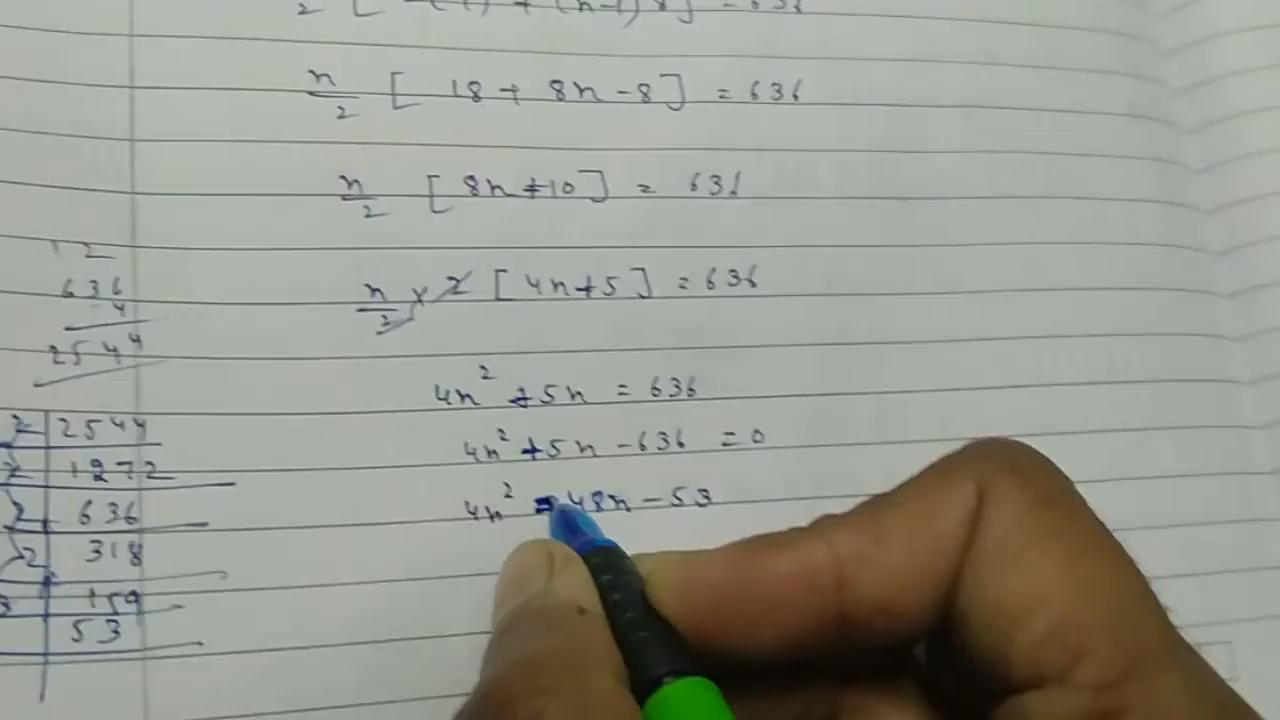 n/2 [ 18 + 8n - 8 ] = 636
n/2 [ 8n + 10 ] = 636
n/2 × 2 [ 4n + 5 ] = 636
4n² + 5n = 636
4n² + 5n - 636 = 0
4n² - 48n - 53
1 2
636
4
2544
2 | 2544
2 | 1272
2 | 636
2 | 318
3 | 159
53